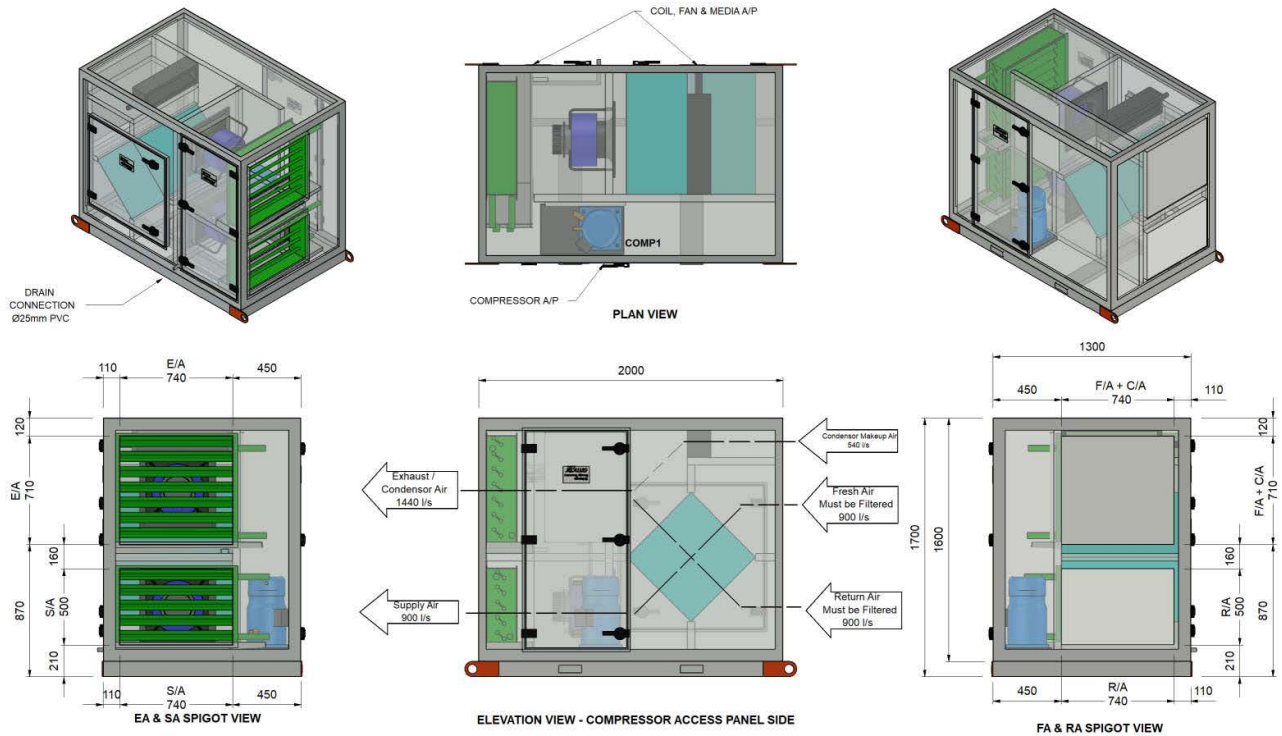 COIL, FAN & MEDIA A/P
DRAIN
CONNECTION
Ø25mm PVC
COMP1
COMPRESSOR A/P
PLAN VIEW
110
E/A
740
450
120
E/A
710
160
S/A
500
870
210
110
S/A
740
450
EA & SA SPIGOT VIEW
2000
Condensor Makeup Air
540 l/s
Exhaust /
Condensor Air
1440 l/s
Fresh Air
Must be Filtered
900 l/s
Supply Air
900 l/s
Return Air
Must be Filtered
900 l/s
ELEVATION VIEW - COMPRESSOR ACCESS PANEL SIDE
1300
450
F/A + C/A
740
110
120
F/A + C/A
710
1700
1600
160
R/A
500
870
210
450
R/A
740
110
FA & RA SPIGOT VIEW